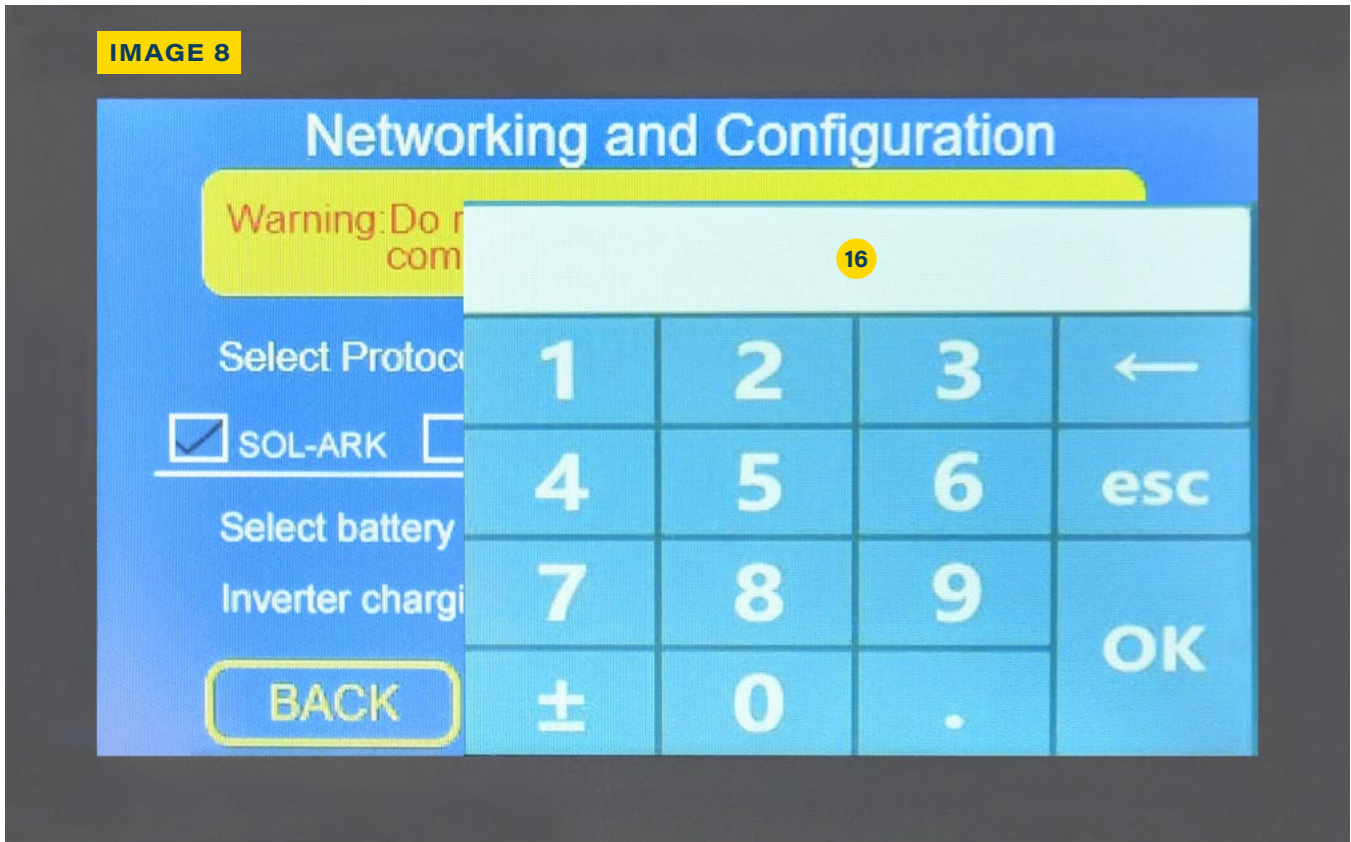 IMAGE 8
Networking and Configuration
Warning:Do
com
16
Select Protoc
1 2 3 ←
SOL-ARK
4 5 6 esc
Select battery
7 8 9
Inverter chargi
OK
BACK ± 0 .